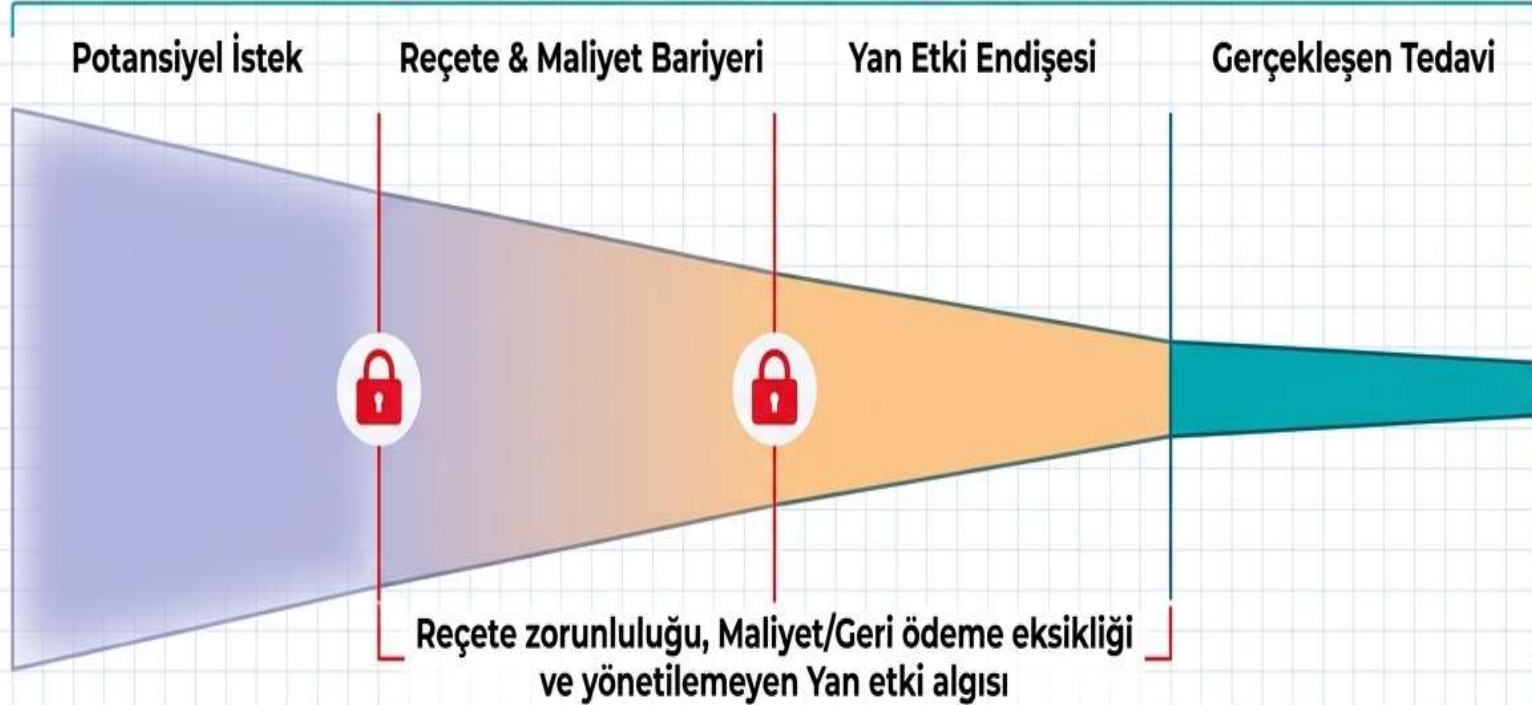 Potansiyel İstek
Reçete & Maliyet Bariyeri
Yan Etki Endişesi
Gerçekleşen Tedavi
Reçete zorunluluğu, Maliyet/Geri ödeme eksikliği
ve yönetilemeyen Yan etki algısı